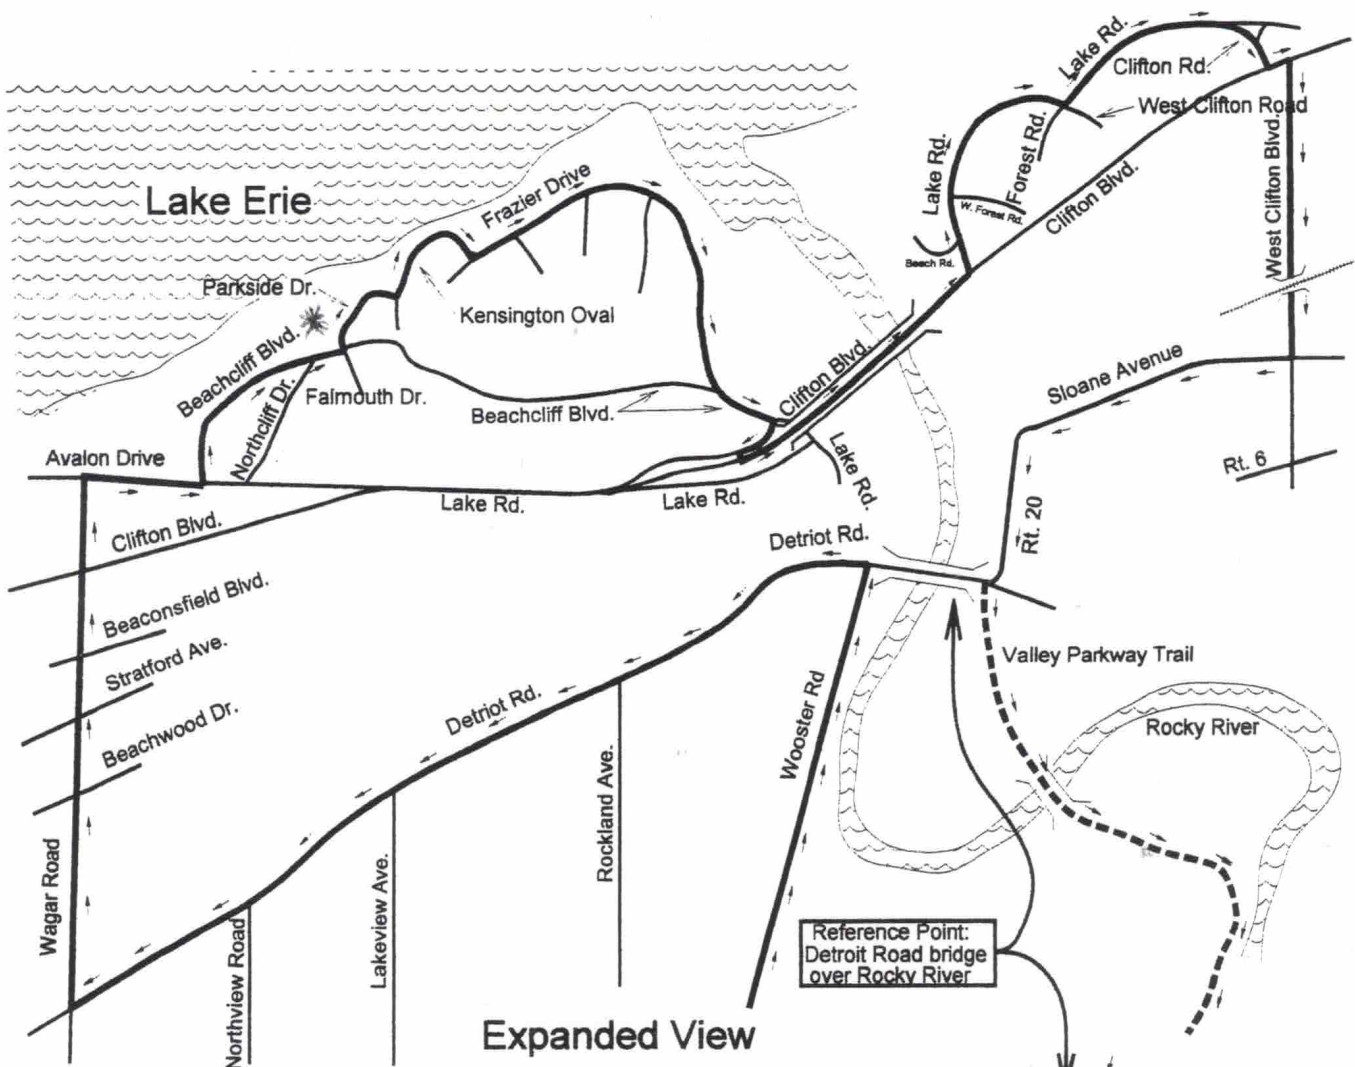 Lake Rd.
Clifton Rd.
West Clifton Road
Lake Rd.
Forest Rd.
W. Forest Rd.
Beech Rd.
Clifton Blvd.
West Clifton Blvd.
Lake Erie
Frazier Drive
Parkside Dr.
Kensington Oval
Beachcliff Blvd.
Northcliff Dr.
Falmouth Dr.
Beachcliff Blvd.
Clifton Blvd.
Sloane Avenue
Avalon Drive
Lake Rd.
Lake Rd.
Lake Rd.
Rt. 6
Rt. 20
Clifton Blvd.
Detriot Rd.
Beaconsfield Blvd.
Stratford Ave.
Beachwood Dr.
Valley Parkway Trail
Detriot Rd.
Wooster Rd
Rocky River
Rockland Ave.
Wagar Road
Lakeview Ave.
Northview Road
Reference Point:
Detroit Road bridge
over Rocky River
Expanded View